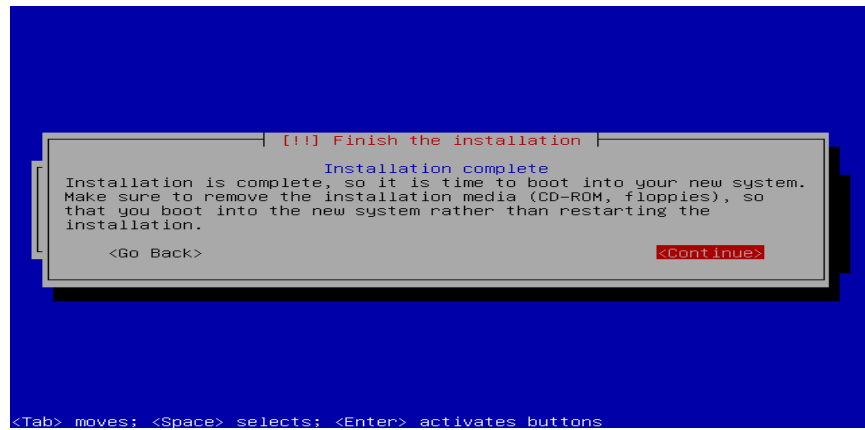 [!!] Finish the installation
Installation complete
Installation is complete, so it is time to boot into your new system.
Make sure to remove the installation media (CD-ROM, floppies), so
that you boot into the new system rather than restarting the
installation.
<Go Back> <Continue>
<Tab> moves; <Space> selects; <Enter> activates buttons